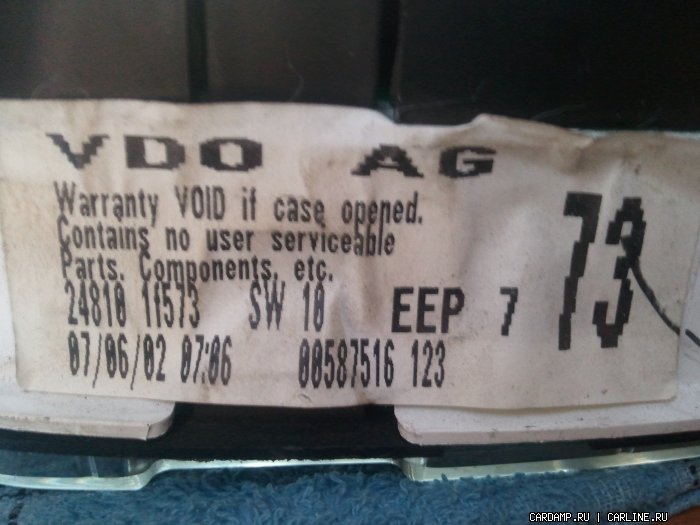 VDO AG
Warranty VOID if case opened.
Contains no user serviceable
Parts. Components. etc.
24810 1f573 SW 10 EEP 7 73
07/06/02 07:06 00587516 123
CARDAMP.RU | CARLINE.RU